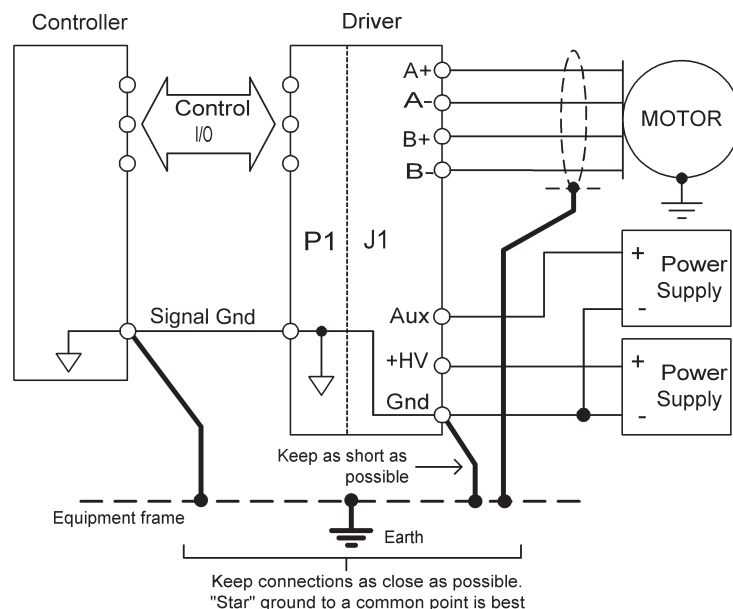 Controller
Driver
Control
I/O
A+
A-
B+
B-
MOTOR
P1
J1
+
Power
Supply
-
Signal Gnd
Aux
+HV
+
Power
Supply
-
Gnd
Keep as short as
possible
Equipment frame
Earth
Keep connections as close as possible.
"Star" ground to a common point is best